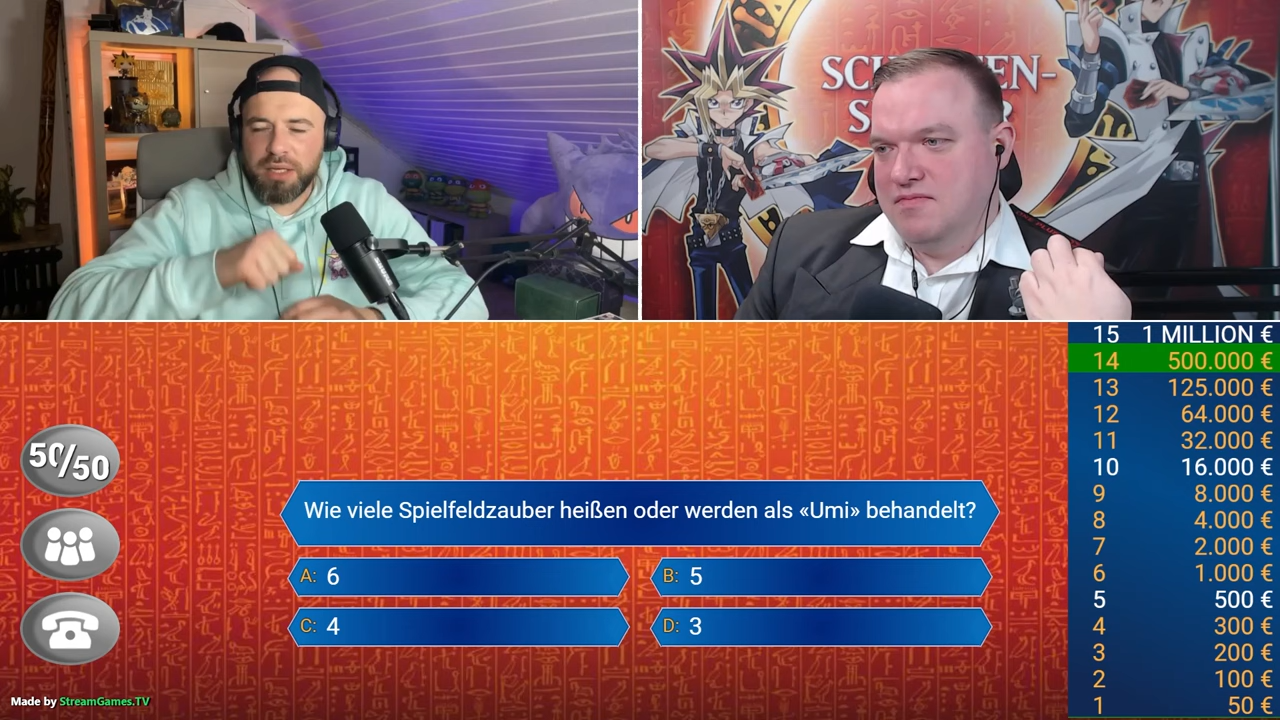 Wie viele Spielfeldzauber heißen oder werden als «Umi» behandelt?
A: 6
B: 5
C: 4
D: 3
50/50
15 1 MILLION €
14 500.000 €
13 125.000 €
12 64.000 €
11 32.000 €
10 16.000 €
9 8.000 €
8 4.000 €
7 2.000 €
6 1.000 €
5 500 €
4 300 €
3 200 €
2 100 €
1 50 €
Made by StreamGames.TV